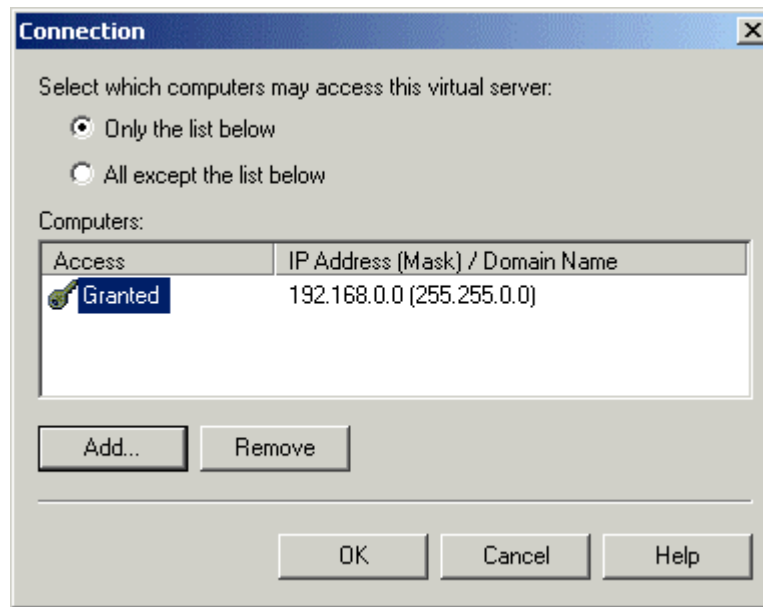 Connection
Select which computers may access this virtual server:
Only the list below
All except the list below
Computers:
Access IP Address (Mask) / Domain Name
Granted 192.168.0.0 (255.255.0.0)
Add... Remove
OK Cancel Help